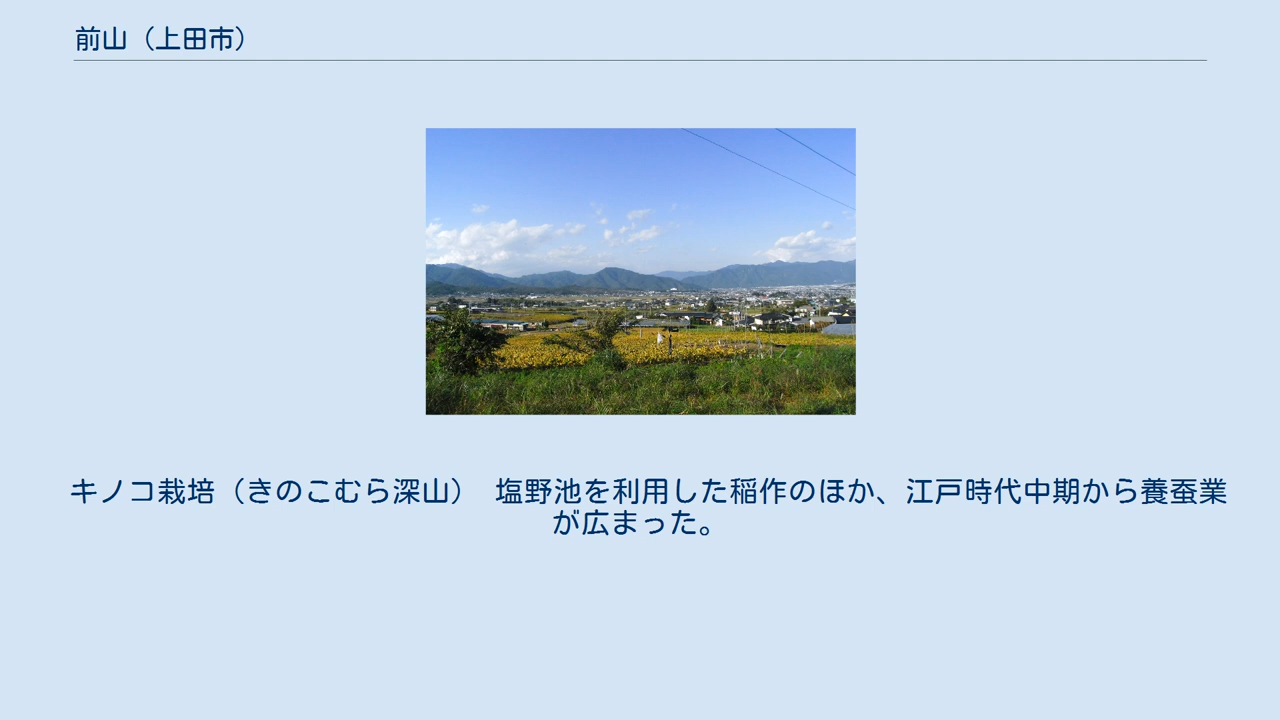 前山（上田市）
キノコ栽培（きのこむら深山）　塩野池を利用した稲作のほか、江戸時代中期から養蚕業
が広まった。